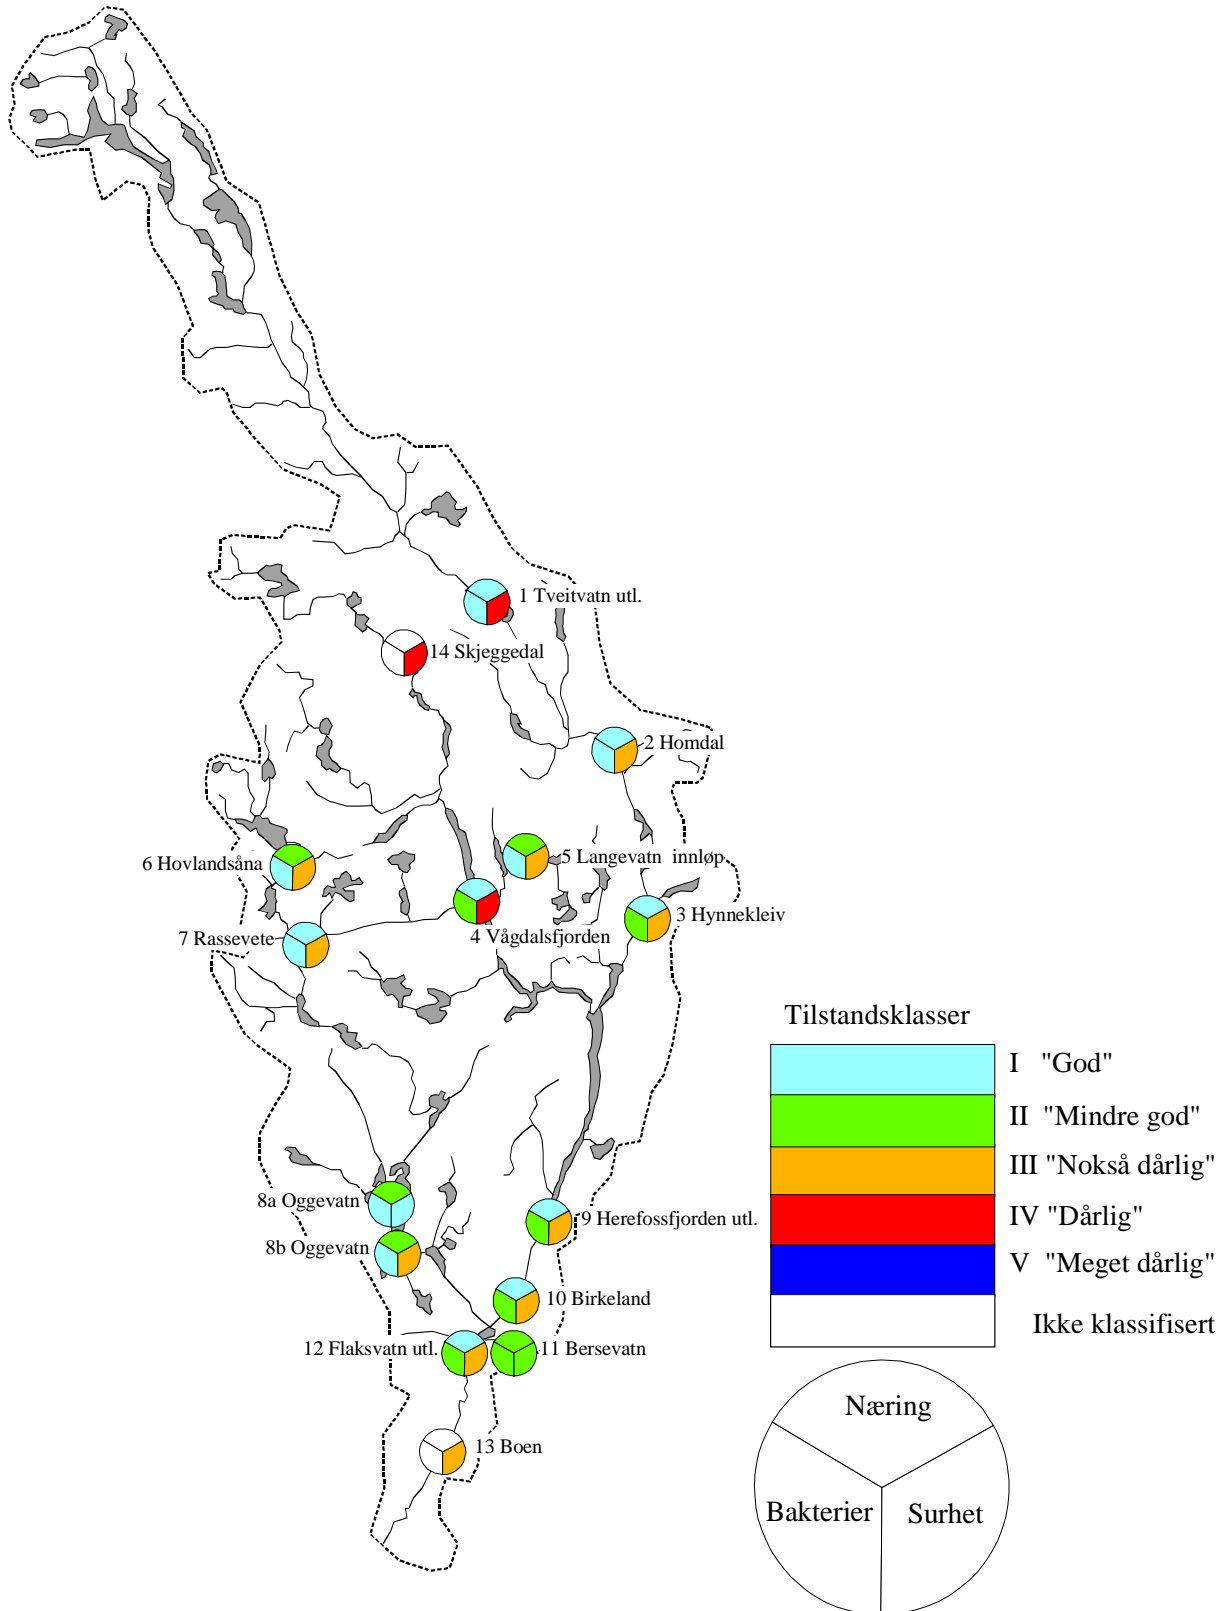 1 Tveitvatn utl.
14 Skjeggedal
2 Homdal
5 Langevatn innløp
6 Hovlandsåna
3 Hynnekleiv
4 Vågdalsfjorden
7 Rassevete
Tilstandsklasser
I "God"
II "Mindre god"
III "Nokså dårlig"
IV "Dårlig"
V "Meget dårlig"
Ikke klassifisert
8a Oggevatn
9 Herefossfjorden utl.
8b Oggevatn
10 Birkeland
12 Flaksvatn utl.
11 Bersevatn
13 Boen
Næring
Bakterier
Surhet